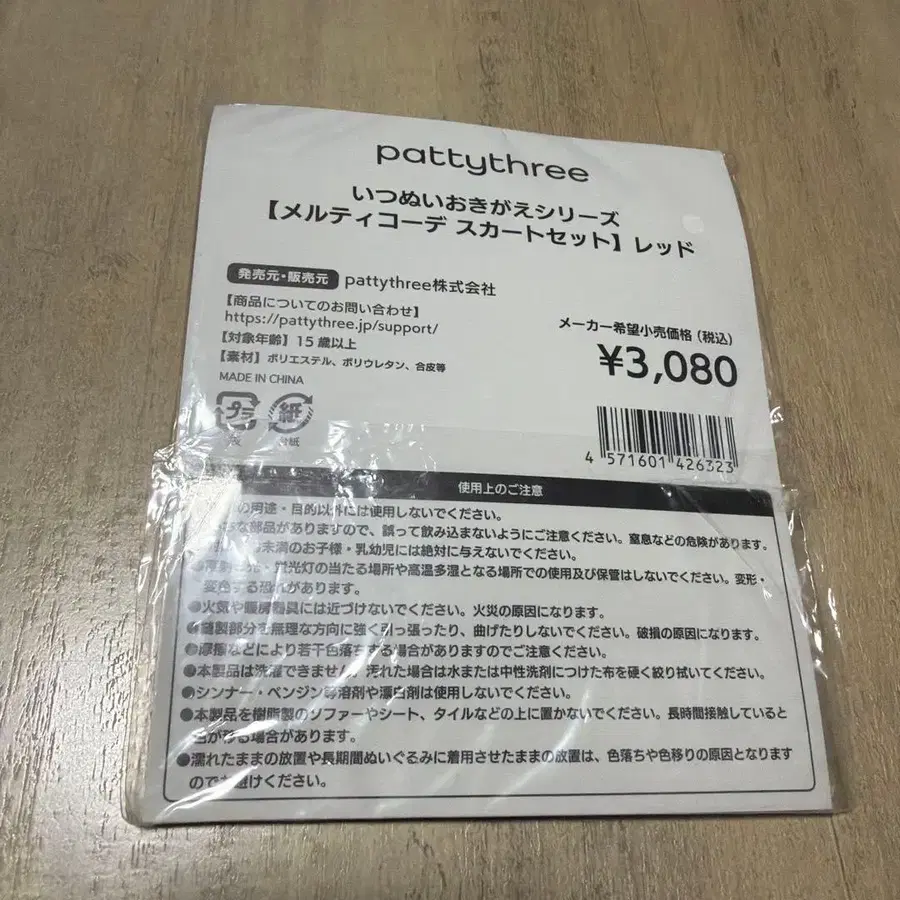 pattythree
いつぬいおきがえシリーズ
【メルティコーデ スカートセット】レッド
発売元・販売元 pattythree株式会社
【商品についてのお問い合わせ】
https://pattythree.jp/support/
【対象年齢】15歳以上
【素材】ポリエステル、ポリウレタン、合皮等
MADE IN CHINA
メーカー希望小売価格(税込)
¥3,080
プラ
紙
台紙
4 571601 426323
使用上のご注意
の用途・目的以外には使用しないでください。
な部品がありますので、誤って飲み込まないようにご注意ください。窒息などの危険があります。
未満のお子様・乳幼児には絶対に与えないでください。
蛍光灯の当たる場所や高温多湿となる場所での使用及び保管はしないでください。変形・
変色する恐れがあります。
●火気や暖房器具には近づけないでください。火災の原因になります。
●縫製部分を無理な方向に強く引っ張ったり、曲げたりしないでください。破損の原因になります。
●摩擦などにより若干色落ちする場合がありますのでご注意ください。
●本製品は洗濯できません。汚れた場合は水または中性洗剤につけた布を硬く絞り拭いてください。
●シンナー・ベンジン等溶剤や漂白剤は使用しないでください。
●本製品を樹脂製のソファーやシート、タイルなどの上に置かないでください。長時間接触していると
色が移る場合があります。
●濡れたままの放置や長期間ぬいぐるみに着用させたままの放置は、色落ちや色移りの原因となります
のでお避けください。